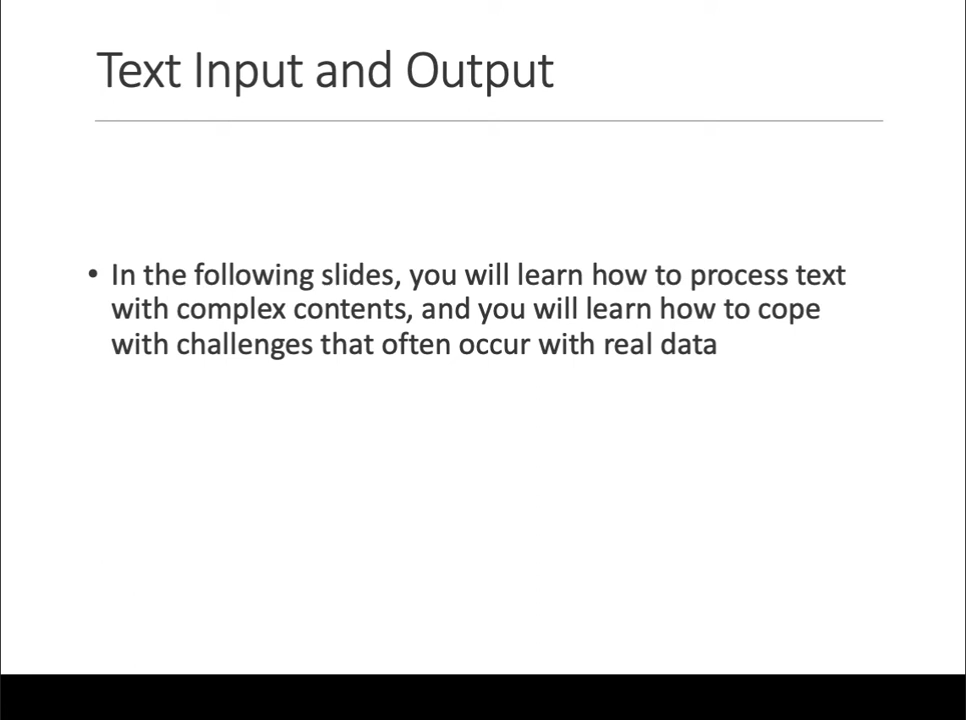 Text Input and Output
• In the following slides, you will learn how to process text
with complex contents, and you will learn how to cope
with challenges that often occur with real data